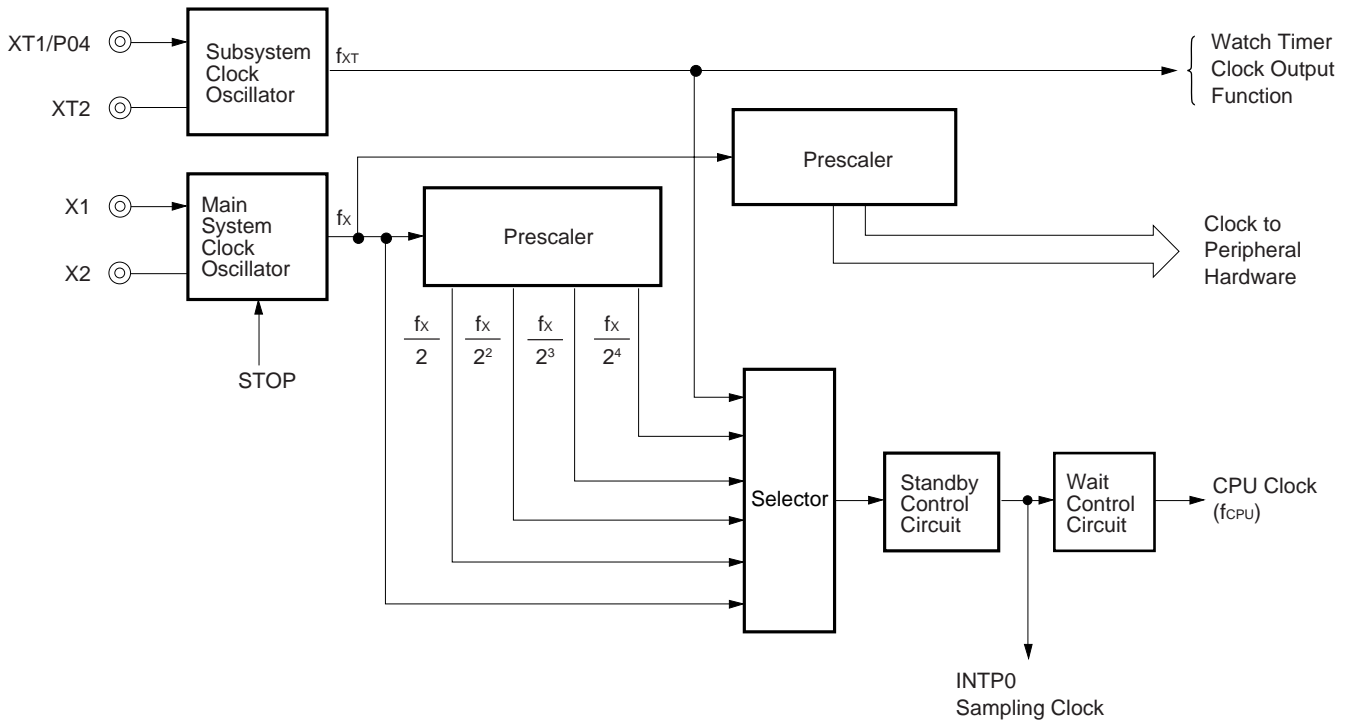 XT1/P04
XT2
Subsystem
Clock
Oscillator
fXT
Watch Timer
Clock Output
Function
X1
X2
Main
System
Clock
Oscillator
fX
STOP
Prescaler
Prescaler
Clock to
Peripheral
Hardware
fX/2
fX/2²
fX/2³
fX/2⁴
Selector
Standby
Control
Circuit
Wait
Control
Circuit
CPU Clock
(fCPU)
INTP0
Sampling Clock